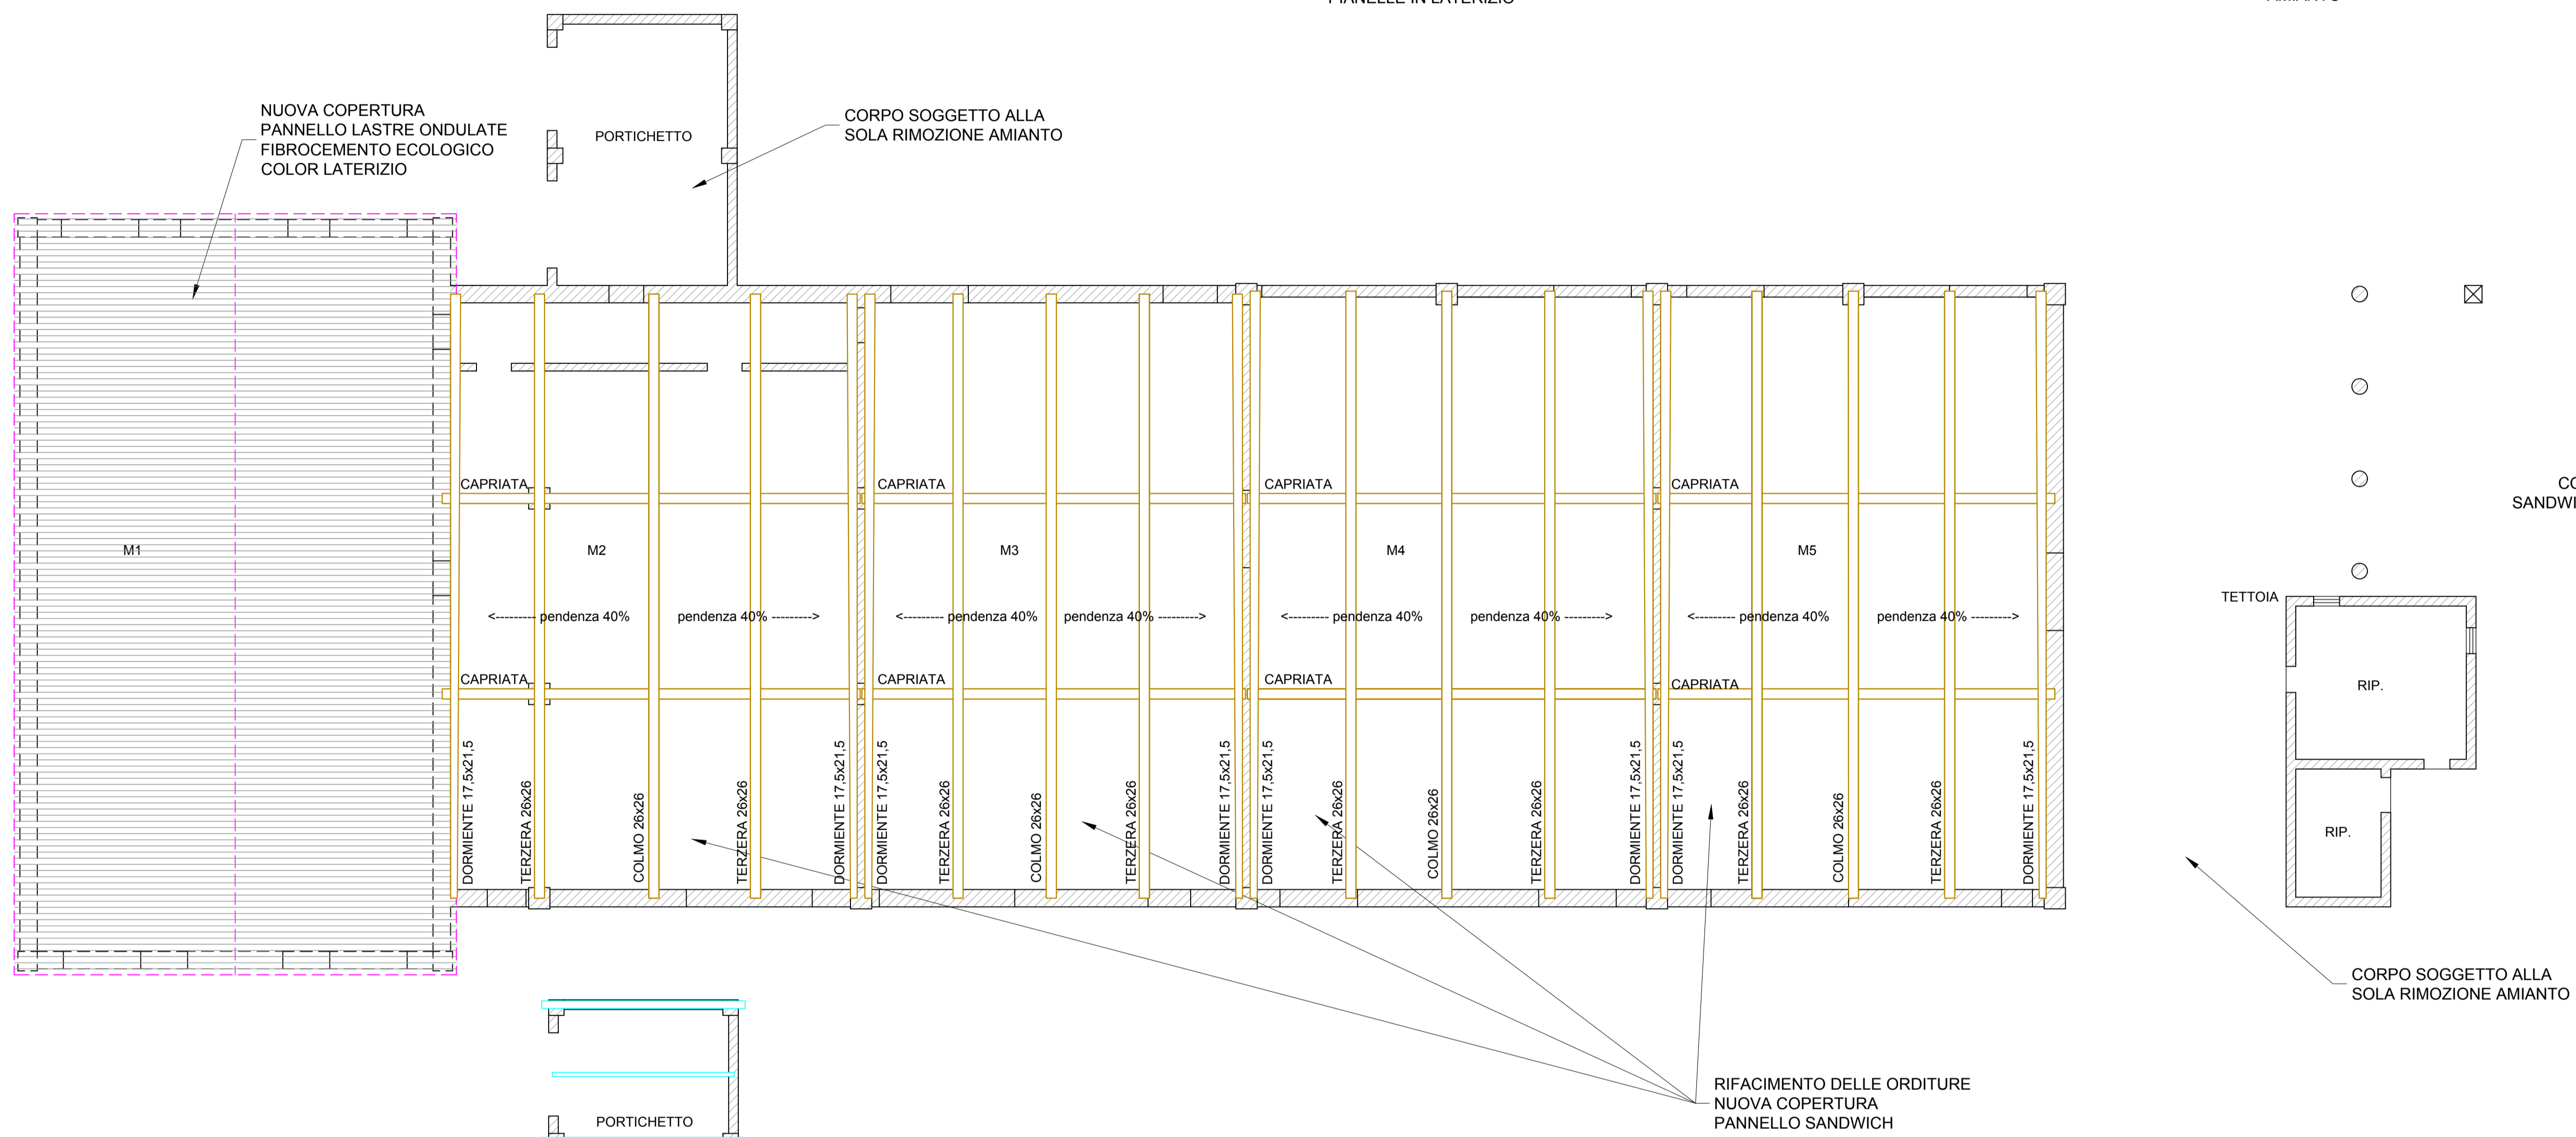 PIANELLE IN LATERIZIO
AMIANTO
NUOVA COPERTURA
PANNELLO LASTRE ONDULATE
FIBROCEMENTO ECOLOGICO
COLOR LATERIZIO
PORTICHETTO
CORPO SOGGETTO ALLA
SOLA RIMOZIONE AMIANTO
CAPRIATA
CAPRIATA
CAPRIATA
CAPRIATA
CO
SANDWI
M1
M2
M3
M4
M5
TETTOIA
<--------- pendenza 40%
pendenza 40% --------->
<--------- pendenza 40%
pendenza 40% --------->
<--------- pendenza 40%
pendenza 40% --------->
<--------- pendenza 40%
pendenza 40% --------->
CAPRIATA
CAPRIATA
CAPRIATA
CAPRIATA
RIP.
RIP.
DORMIENTE 17,5x21,5
TERZERA 26x26
COLMO 26x26
TERZERA 26x26
DORMIENTE 17,5x21,5
DORMIENTE 17,5x21,5
TERZERA 26x26
COLMO 26x26
TERZERA 26x26
DORMIENTE 17,5x21,5
DORMIENTE 17,5x21,5
TERZERA 26x26
COLMO 26x26
TERZERA 26x26
DORMIENTE 17,5x21,5
DORMIENTE 17,5x21,5
TERZERA 26x26
COLMO 26x26
TERZERA 26x26
DORMIENTE 17,5x21,5
CORPO SOGGETTO ALLA
SOLA RIMOZIONE AMIANTO
RIFACIMENTO DELLE ORDITURE
NUOVA COPERTURA
PANNELLO SANDWICH
PORTICHETTO